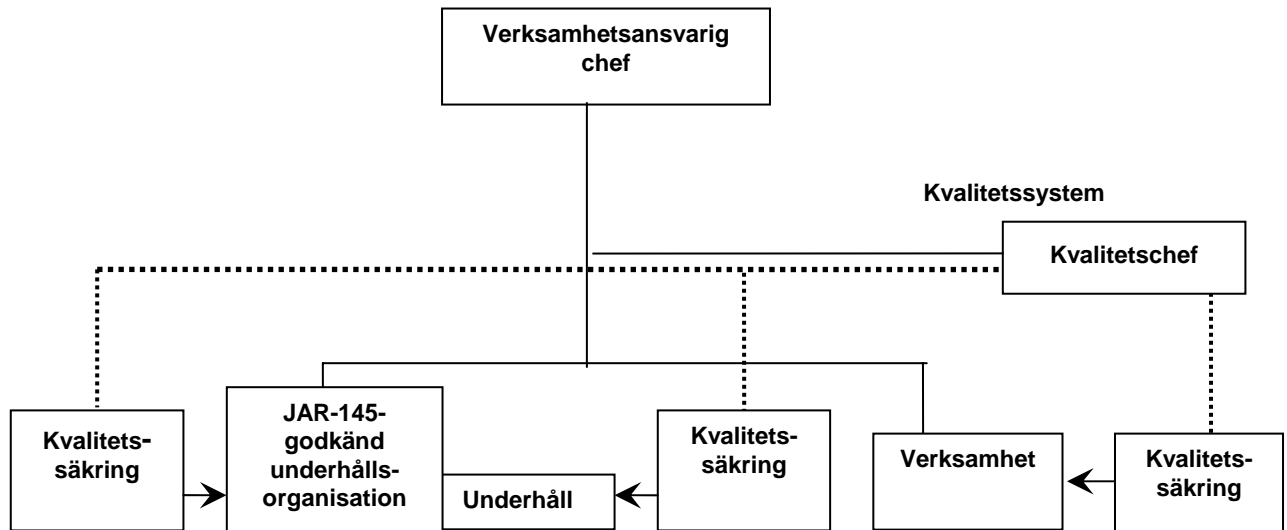 Verksamhetsansvarig
chef
Kvalitetssystem
Kvalitetschef
Kvalitets-
säkring
JAR-145-
godkänd
underhålls-
organisation
Underhåll
Kvalitets-
säkring
Verksamhet
Kvalitets-
säkring